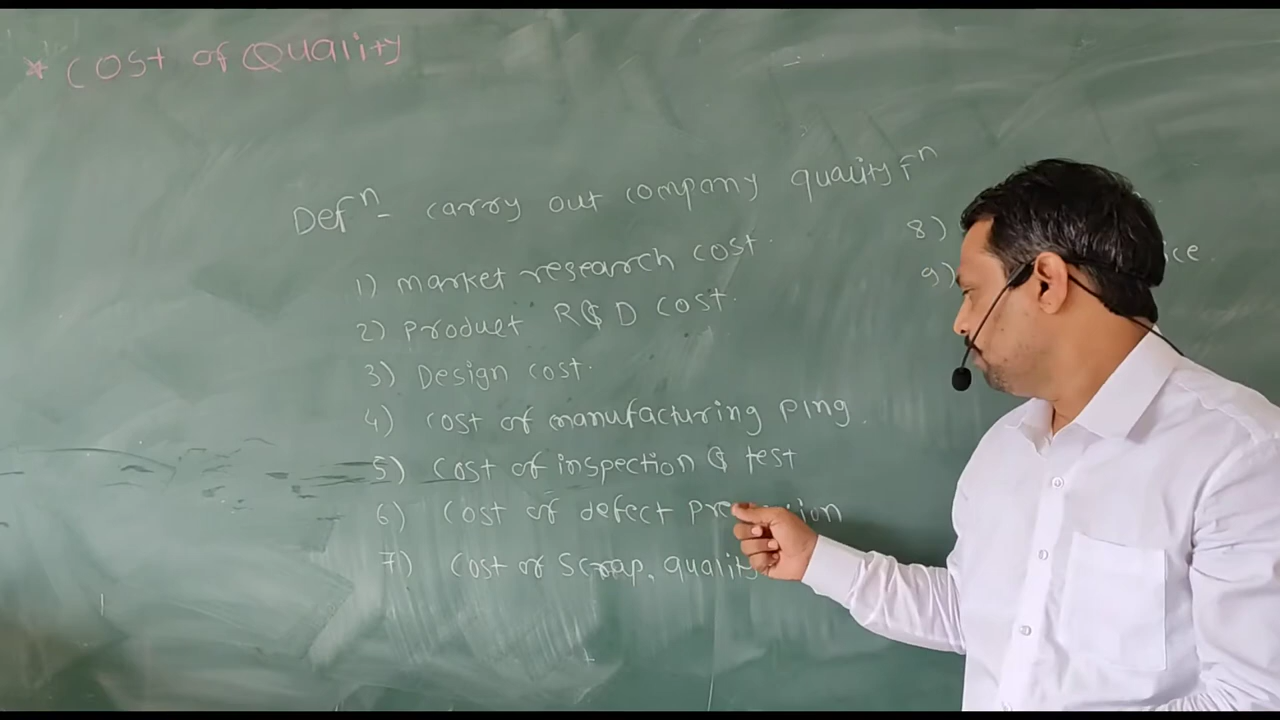 * Cost of Quality
Defn - carry out company quality Fn
1) market research cost.
2) Product R & D cost.
3) Design cost.
4) cost of manufacturing Plng.
5) cost of inspection & test
6) cost of defect
7) cost of scrap, quality
8)
9)